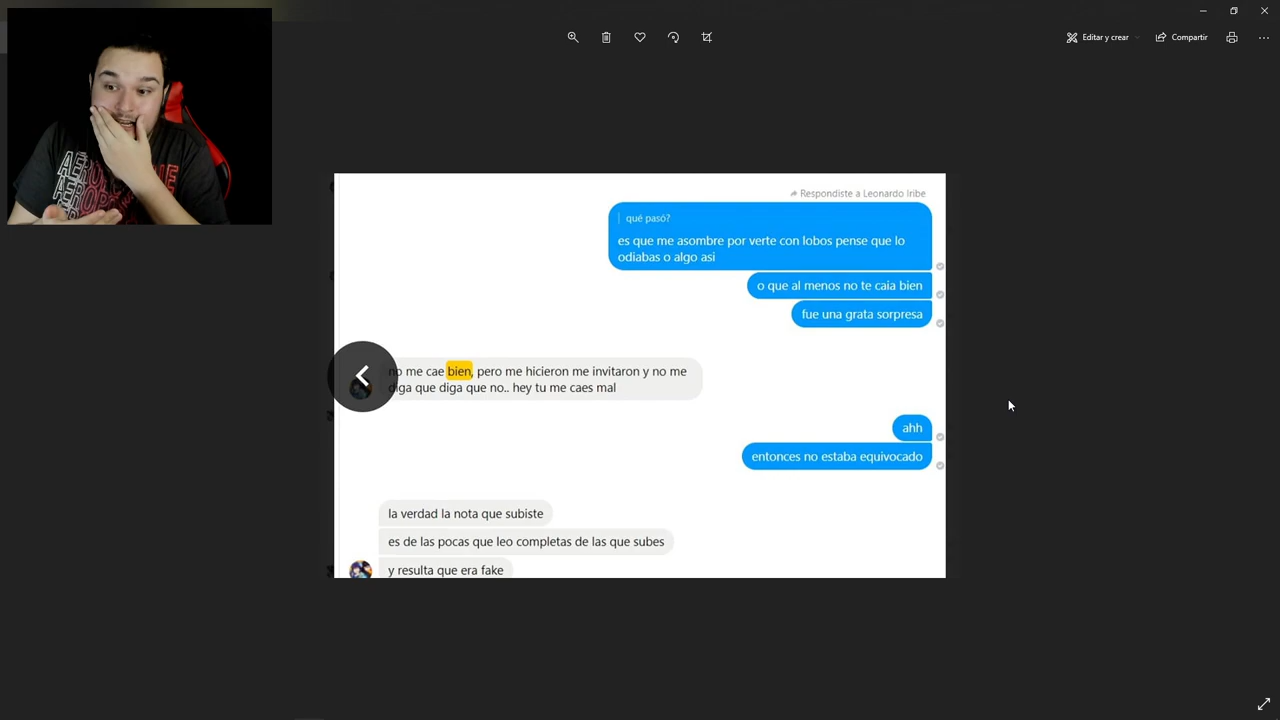 Editar y crear
Compartir
Respondiste a Leonardo Iribe
qué pasó?
es que me asombre por verte con lobos pense que lo
odiabas o algo asi
o que al menos no te caia bien
fue una grata sorpresa
no me cae bien, pero me hicieron me invitaron y no me
diga que diga que no.. hey tu me caes mal
ahh
entonces no estaba equivocado
la verdad la nota que subiste
es de las pocas que leo completas de las que subes
y resulta que era fake